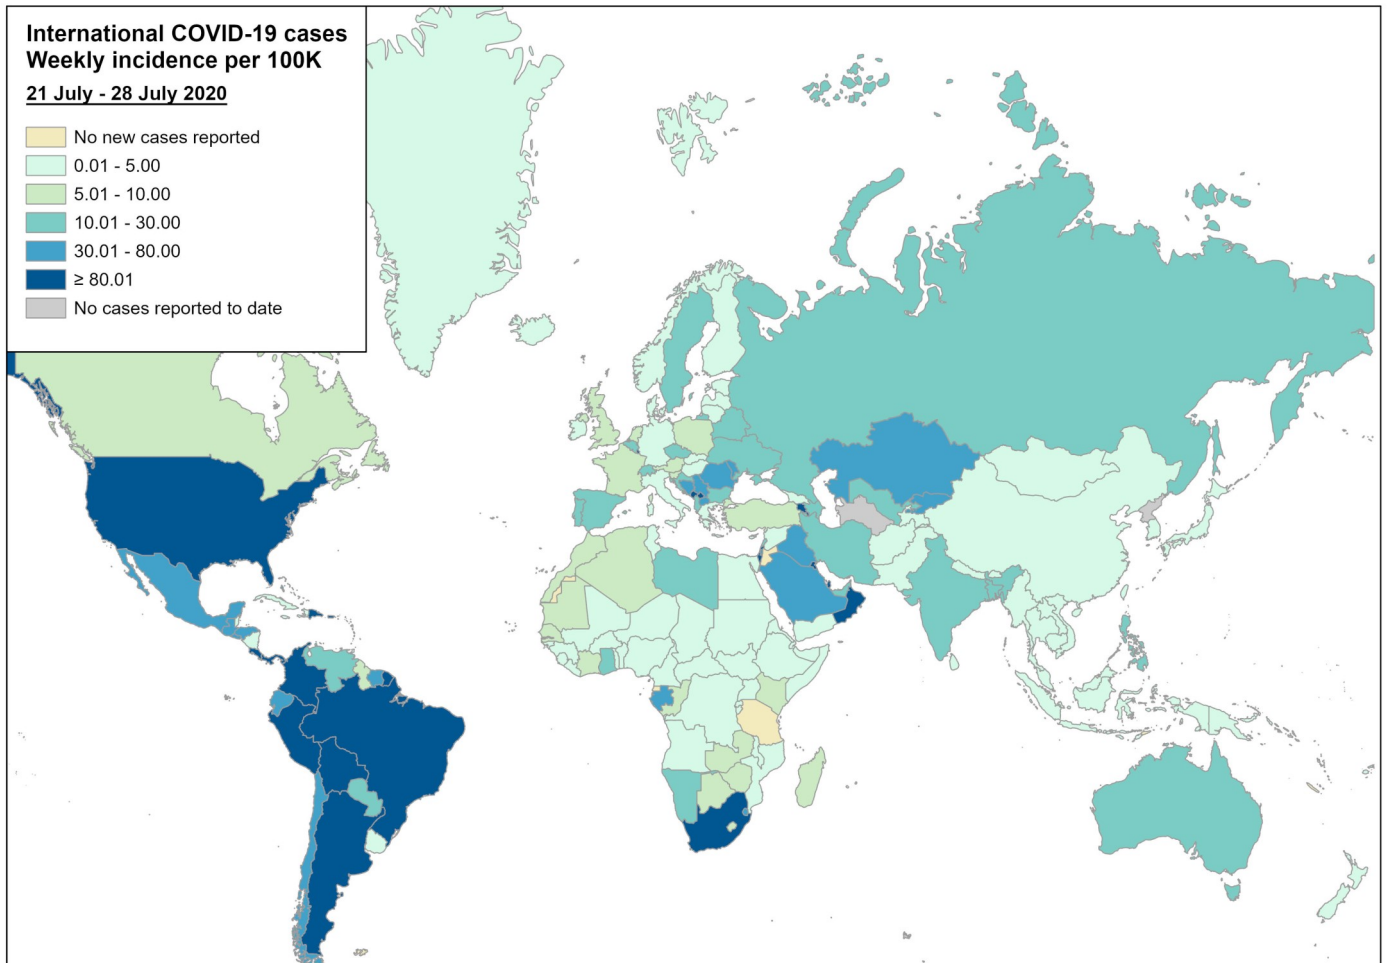 International COVID-19 cases
Weekly incidence per 100K
21 July - 28 July 2020
No new cases reported
0.01 - 5.00
5.01 - 10.00
10.01 - 30.00
30.01 - 80.00
≥ 80.01
No cases reported to date